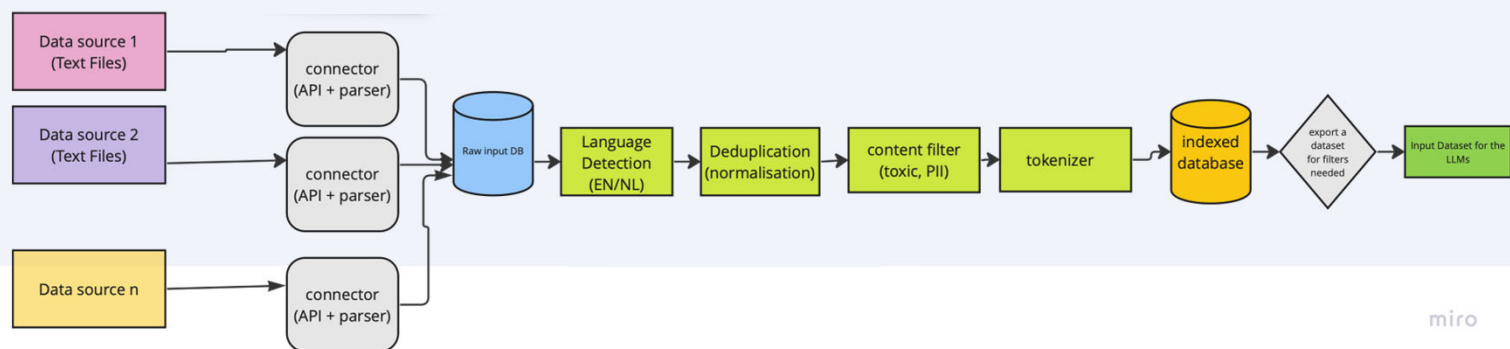 Data source 1
(Text Files)
connector
(API + parser)
Data source 2
(Text Files)
connector
(API + parser)
Data source n
connector
(API + parser)
Raw input DB
Language
Detection
(EN/NL)
Deduplication
(normalisation)
content filter
(toxic, PII)
tokenizer
indexed
database
export a
dataset
for filters
needed
Input Dataset for the
LLMs
miro